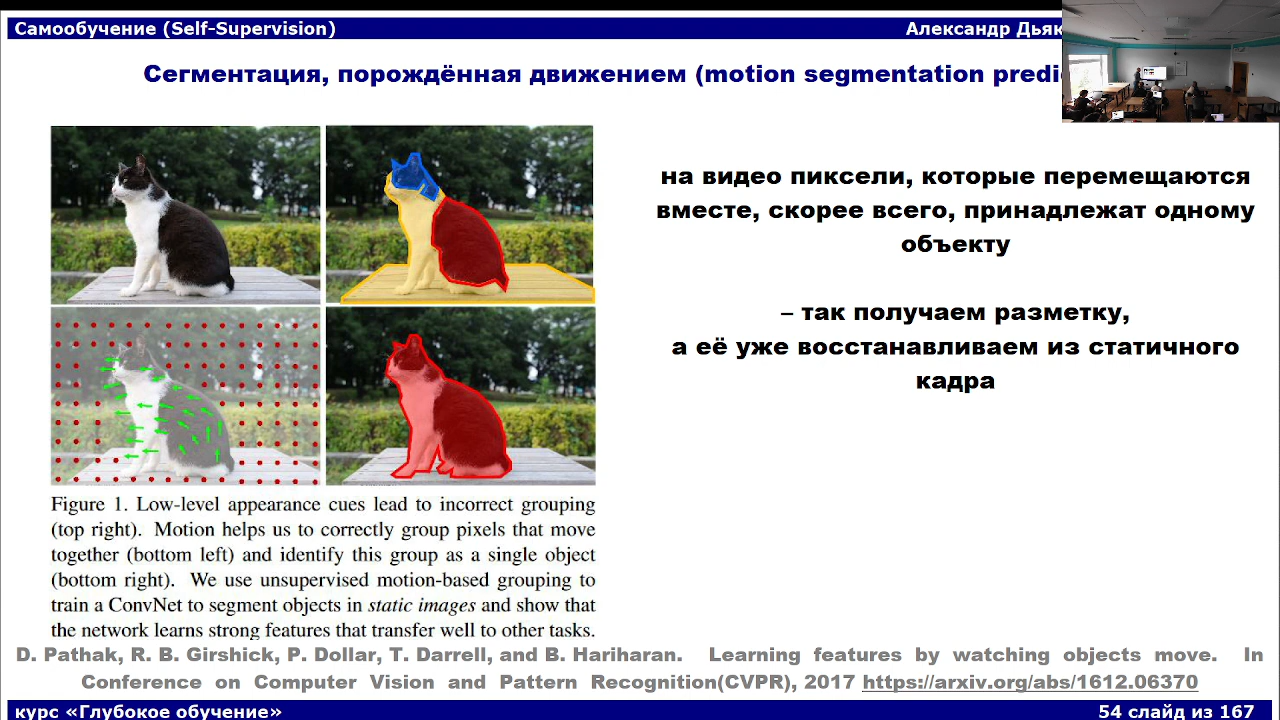 Самообучение (Self-Supervision)
Александр
Сегментация, порождённая движением (motion segmentation
на видео пиксели, которые перемещаются
вместе, скорее всего, принадлежат одному
объекту
– так получаем разметку,
а её уже восстанавливаем из статичного
кадра
Figure 1. Low-level appearance cues lead to incorrect grouping
(top right). Motion helps us to correctly group pixels that move
together (bottom left) and identify this group as a single object
(bottom right). We use unsupervised motion-based grouping to
train a ConvNet to segment objects in static images and show that
the network learns strong features that transfer well to other tasks.
D. Pathak, R. B. Girshick, P. Dollar, T. Darrell, and B. Hariharan. Learning features by watching objects move. In
Conference on Computer Vision and Pattern Recognition(CVPR), 2017 https://arxiv.org/abs/1612.06370
курс «Глубокое обучение»
54 слайд из 167